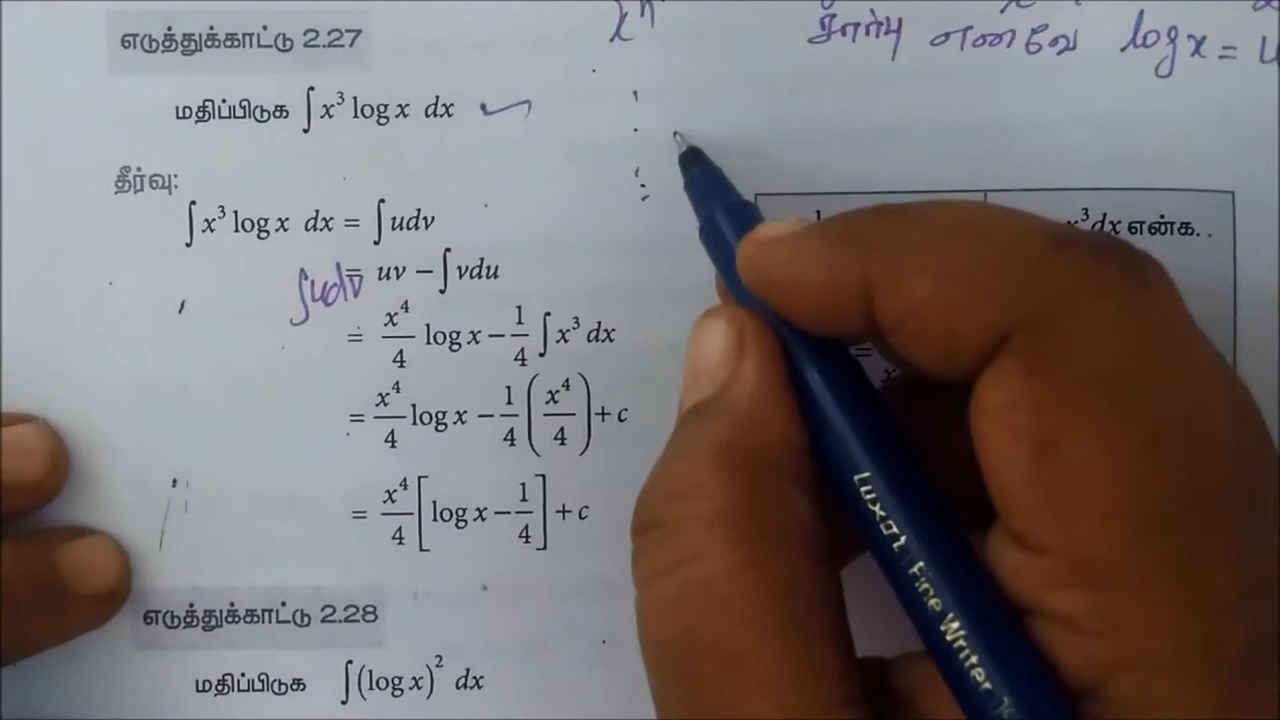 எடுத்துக்காட்டு 2.27
xⁿ
சார்பு எனவே log x = u
மதிப்பிடுக ∫ x³ log x dx
தீர்வு:
∫ x³ log x dx = ∫ udv
∫udv = uv − ∫ vdu
= x⁴/4 log x − 1/4 ∫ x³ dx
= x⁴/4 log x − 1/4 (x⁴/4) + c
= x⁴/4 [log x − 1/4] + c
x³dx என்க..
எடுத்துக்காட்டு 2.28
மதிப்பிடுக ∫ (log x)² dx
Luxor Fine Writer